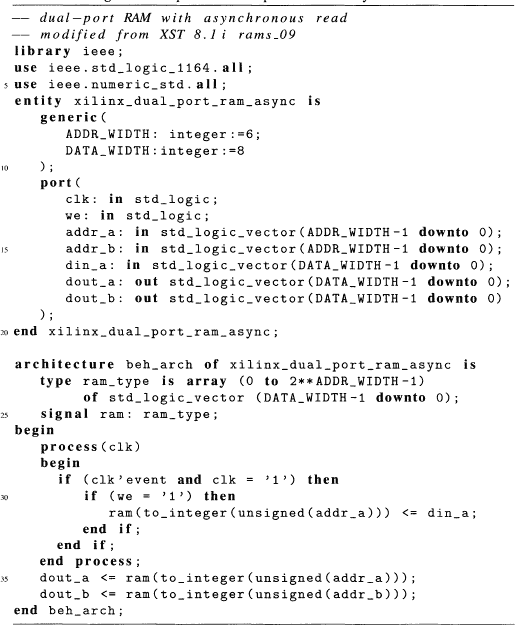 -- dual-port RAM with asynchronous read
-- modified from XST 8.1i rams_09
library ieee;
use ieee.std_logic_1164.all;
5 use ieee.numeric_std.all;
entity xilinx_dual_port_ram_async is
   generic(
      ADDR_WIDTH: integer:=6;
      DATA_WIDTH:integer:=8
10    );
   port(
      clk: in std_logic;
      we: in std_logic;
      addr_a: in std_logic_vector(ADDR_WIDTH-1 downto 0);
15       addr_b: in std_logic_vector(ADDR_WIDTH-1 downto 0);
      din_a: in std_logic_vector(DATA_WIDTH-1 downto 0);
      dout_a: out std_logic_vector(DATA_WIDTH-1 downto 0);
      dout_b: out std_logic_vector(DATA_WIDTH-1 downto 0)
   );
20 end xilinx_dual_port_ram_async;

architecture beh_arch of xilinx_dual_port_ram_async is
   type ram_type is array (0 to 2**ADDR_WIDTH-1)
        of std_logic_vector (DATA_WIDTH-1 downto 0);
25    signal ram: ram_type;
begin
   process(clk)
   begin
     if (clk'event and clk = '1') then
30        if (we = '1') then
           ram(to_integer(unsigned(addr_a))) <= din_a;
        end if;
     end if;
   end process;
35    dout_a <= ram(to_integer(unsigned(addr_a)));
   dout_b <= ram(to_integer(unsigned(addr_b)));
end beh_arch;